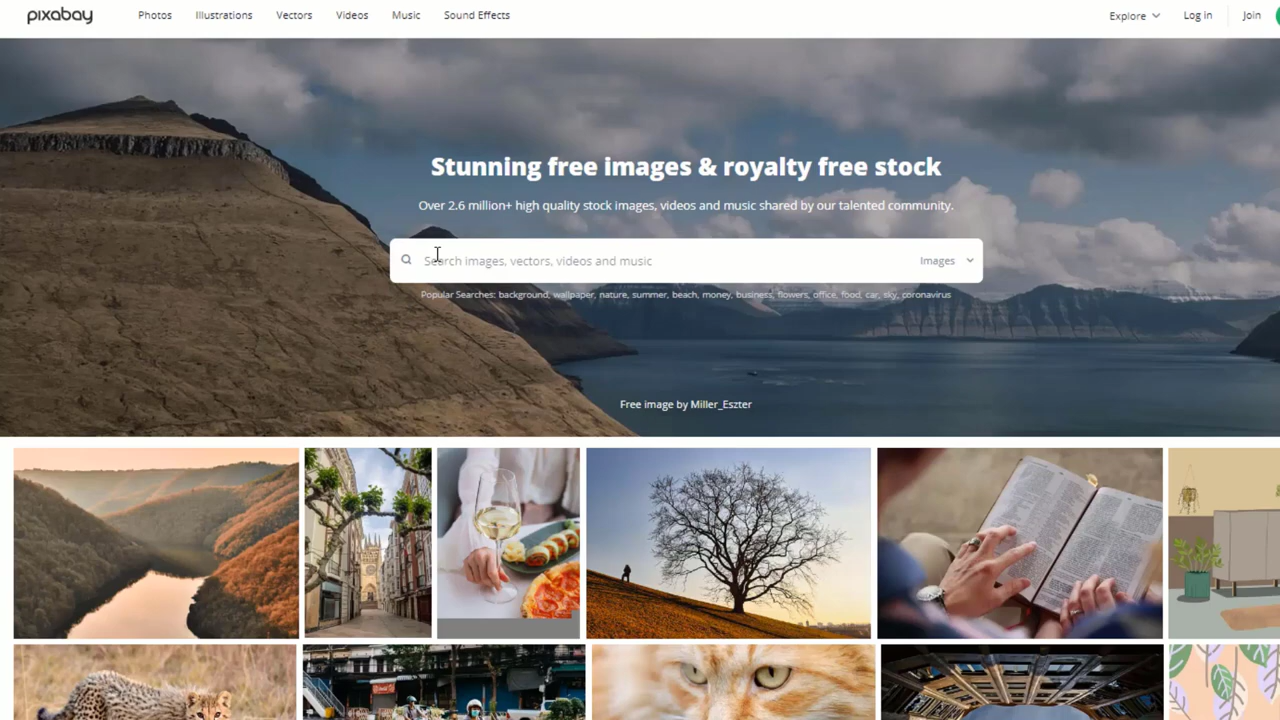 pixabay Photos Illustrations Vectors Videos Music Sound Effects Explore Log in Join
Stunning free images & royalty free stock
Over 2.6 million+ high quality stock images, videos and music shared by our talented community.
Search images, vectors, videos and music Images
Popular Searches: background, wallpaper, nature, summer, beach, money, business, flowers, office, food, car, sky, coronavirus
Free image by Miller_Eszter